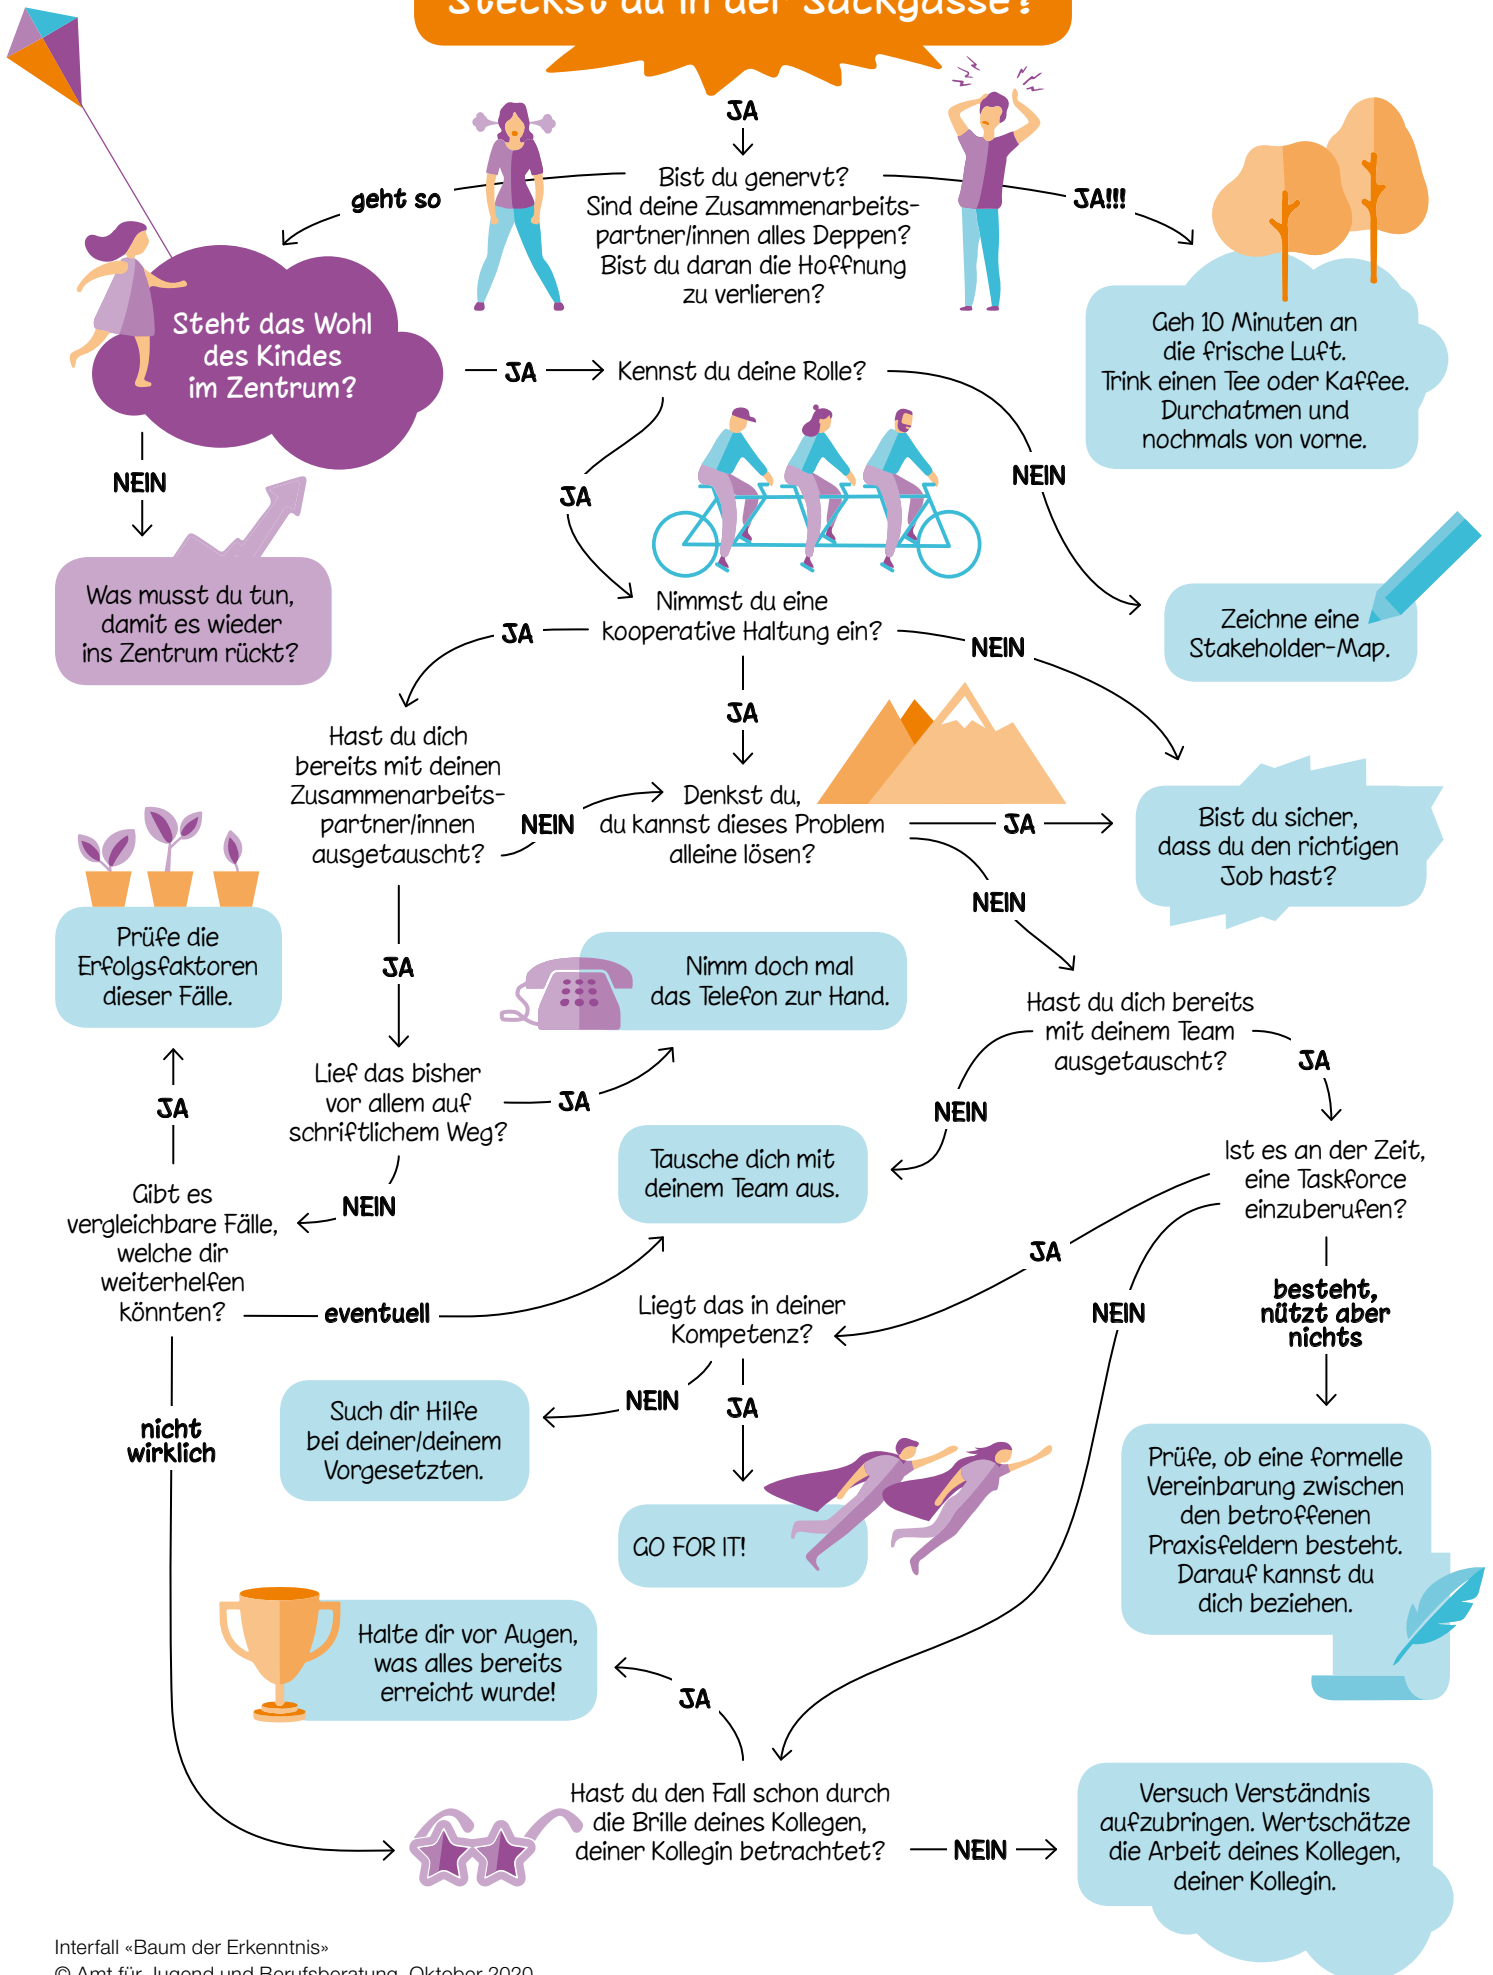 Steckst du in der Sackgasse?
JA
Bist du genervt?
Sind deine Zusammenarbeits-
partner/innen alles Deppen?
Bist du daran die Hoffnung
zu verlieren?
geht so
JA!!!
Steht das Wohl
des Kindes
im Zentrum?
Geh 10 Minuten an
die frische Luft.
Trink einen Tee oder Kaffee.
Durchatmen und
nochmals von vorne.
JA
Kennst du deine Rolle?
NEIN
JA
NEIN
Was musst du tun,
damit es wieder
ins Zentrum rückt?
Zeichne eine
Stakeholder-Map.
Nimmst du eine
kooperative Haltung ein?
JA
NEIN
JA
Hast du dich
bereits mit deinen
Zusammenarbeits-
partner/innen
ausgetauscht?
NEIN
Denkst du,
du kannst dieses Problem
alleine lösen?
JA
Bist du sicher,
dass du den richtigen
Job hast?
NEIN
Prüfe die
Erfolgsfaktoren
dieser Fälle.
JA
Nimm doch mal
das Telefon zur Hand.
Hast du dich bereits
mit deinem Team
ausgetauscht?
JA
NEIN
JA
Lief das bisher
vor allem auf
schriftlichem Weg?
JA
NEIN
Tausche dich mit
deinem Team aus.
Ist es an der Zeit,
eine Taskforce
einzuberufen?
Gibt es
vergleichbare Fälle,
welche dir
weiterhelfen
könnten?
eventuell
JA
NEIN
besteht,
nützt aber
nichts
Liegt das in deiner
Kompetenz?
NEIN
JA
nicht
wirklich
Such dir Hilfe
bei deiner/deinem
Vorgesetzten.
GO FOR IT!
Prüfe, ob eine formelle
Vereinbarung zwischen
den betroffenen
Praxisfeldern besteht.
Darauf kannst du
dich beziehen.
Halte dir vor Augen,
was alles bereits
erreicht wurde!
JA
Hast du den Fall schon durch
die Brille deines Kollegen,
deiner Kollegin betrachtet?
NEIN
Versuch Verständnis
aufzubringen. Wertschätze
die Arbeit deines Kollegen,
deiner Kollegin.
Interfall «Baum der Erkenntnis»
© Amt für Jugend und Berufsberatung, Oktober 2020